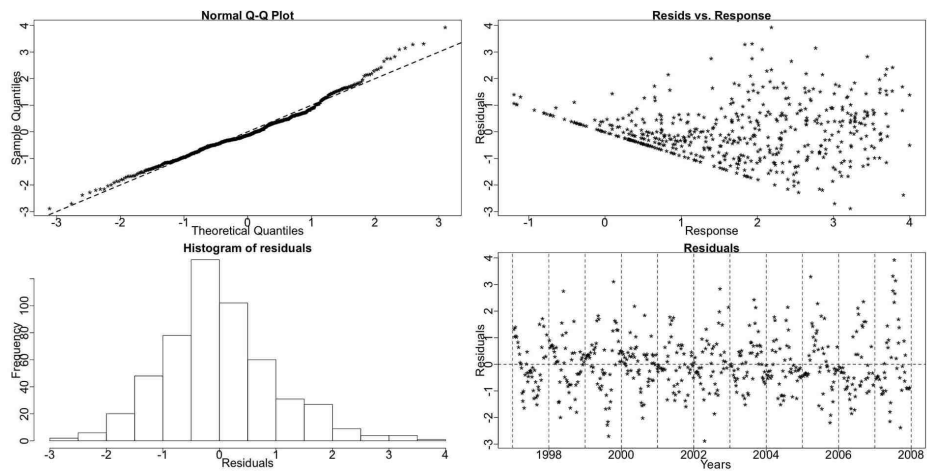 Normal Q-Q Plot
Sample Quantiles
4
3
2
1
0
-1
-2
-3
-3 -2 -1 0 1 2 3
Theoretical Quantiles
Resids vs. Response
Residuals
4
3
2
1
0
-1
-2
-3
-1 0 1 2 3 4
Response
Histogram of residuals
Frequency
100
80
60
40
20
0
-3 -2 -1 0 1 2 3 4
Residuals
Residuals
Residuals
4
3
2
1
0
-1
-2
-3
1998 2000 2002 2004 2006 2008
Years